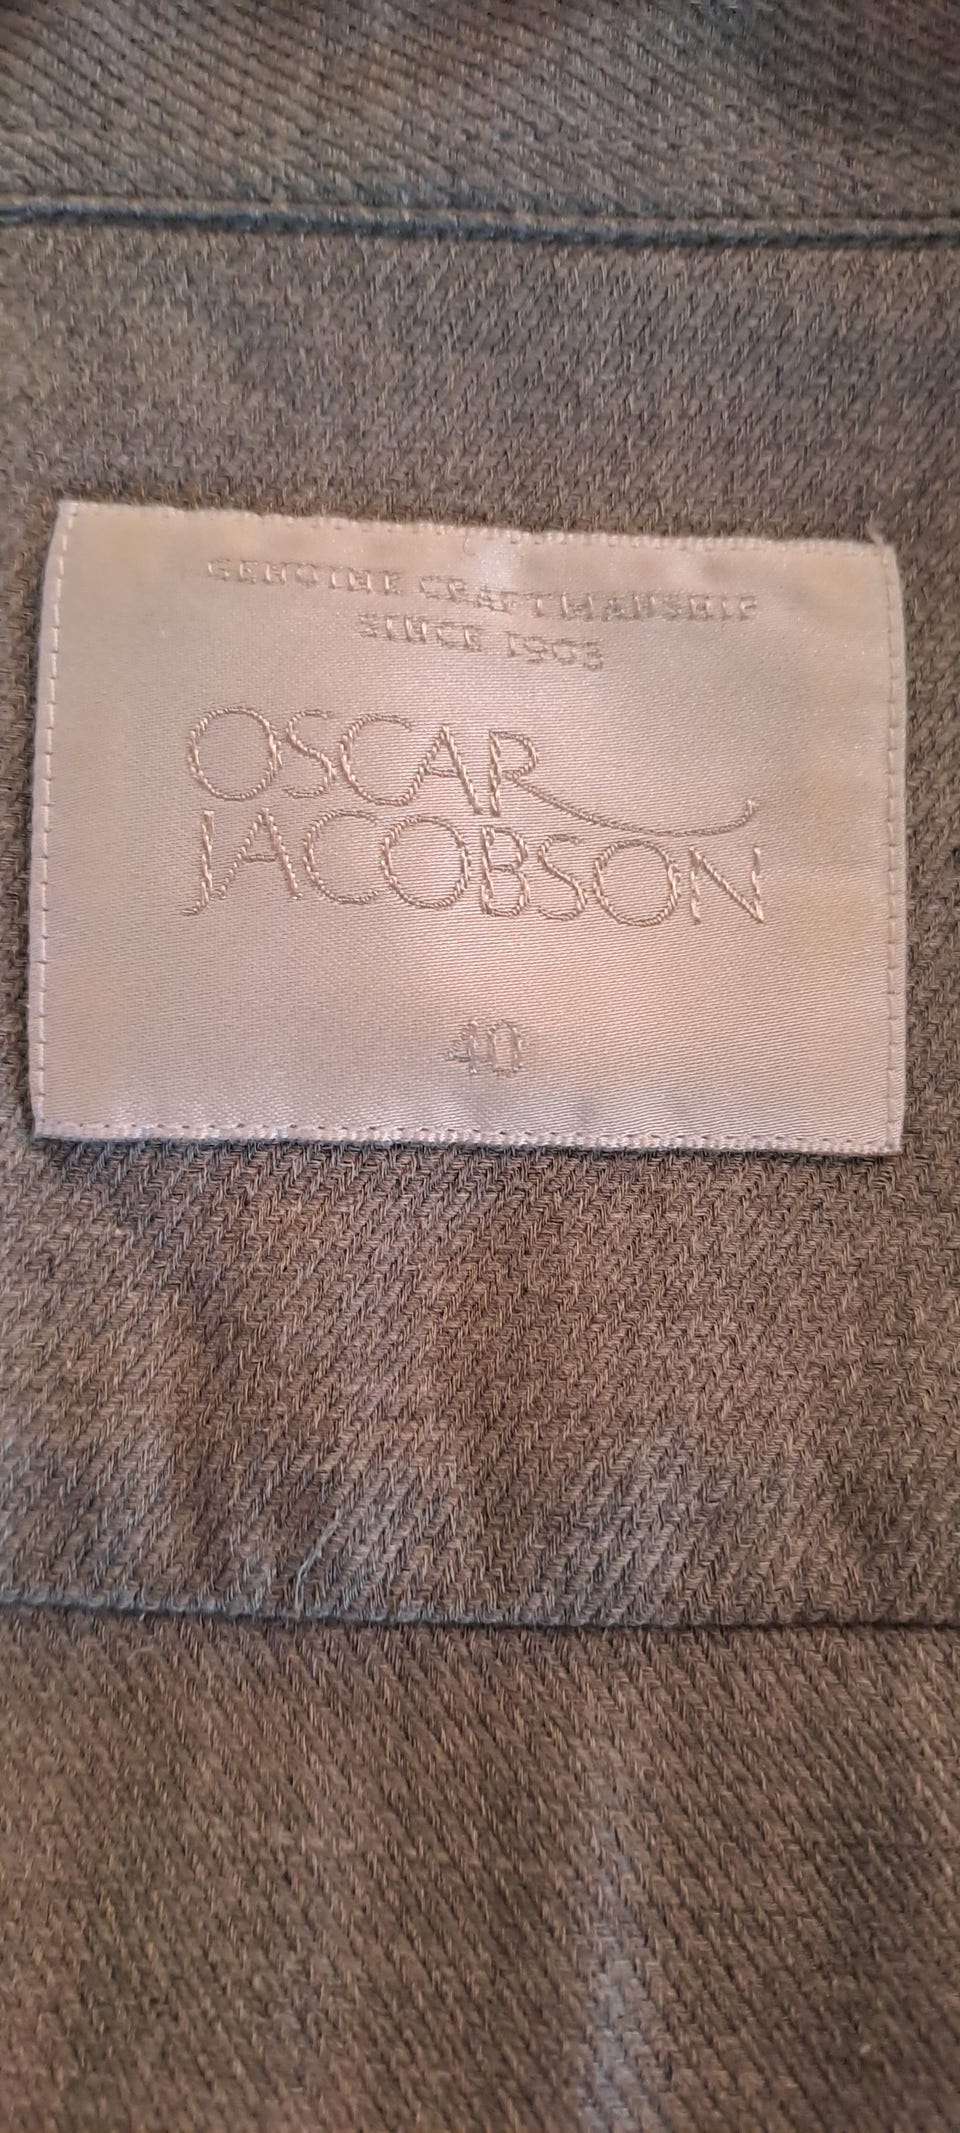 GENUINE CRAFTMANSHIP
SINCE 1903
OSCAR
JACOBSON
40